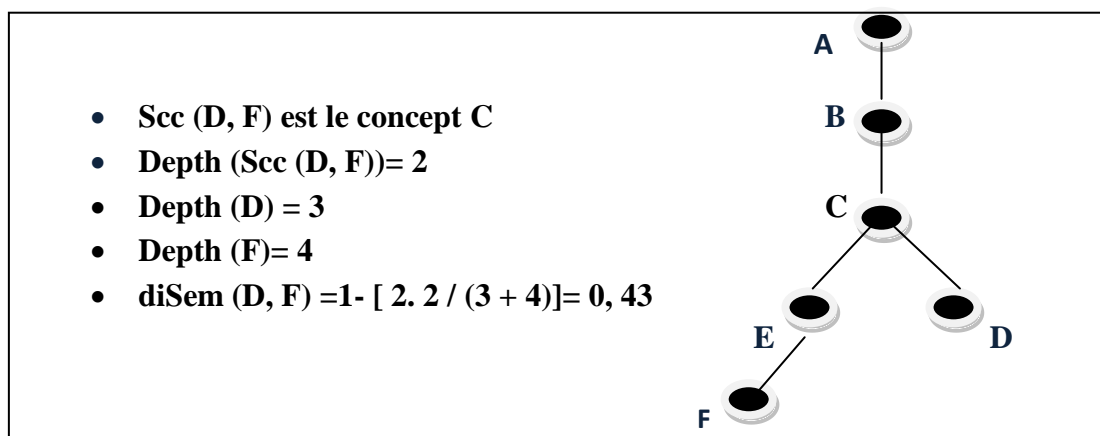 A
• Scc (D, F) est le concept C
B
• Depth (Scc (D, F))= 2
• Depth (D) = 3
C
• Depth (F)= 4
• diSem (D, F) =1- [ 2. 2 / (3 + 4)]= 0, 43
E
D
F